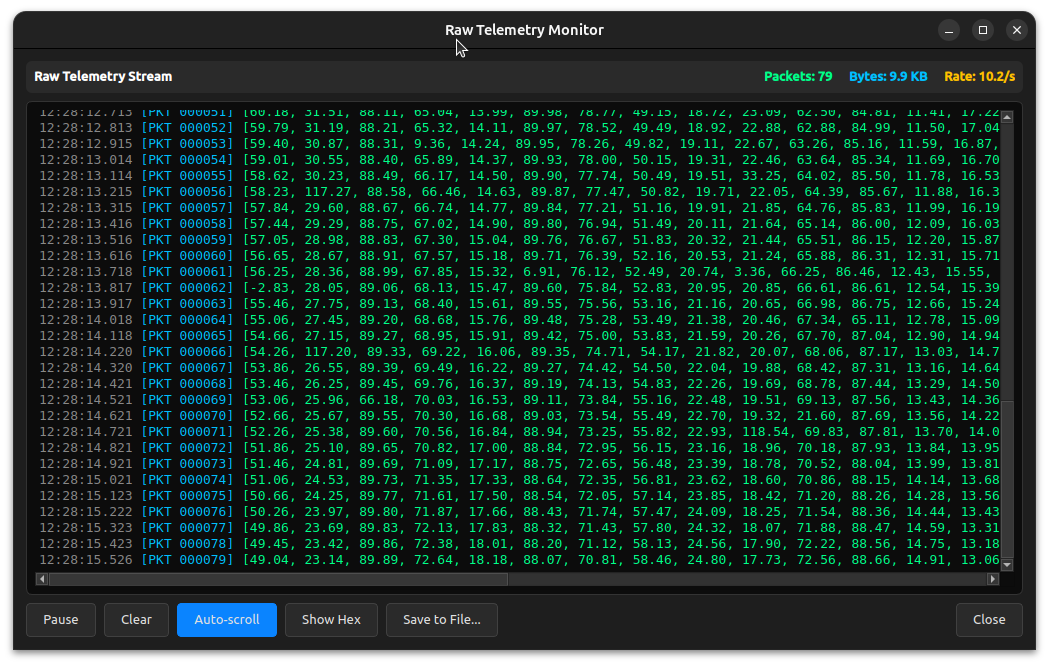 Raw Telemetry Monitor
Raw Telemetry Stream Packets: 79 Bytes: 9.9 KB Rate: 10.2/s
12:28:12.713 [PKT 000051] [60.18, 31.51, 88.11, 65.04, 13.99, 89.98, 78.77, 49.15, 18.72, 23.09, 62.50, 84.81, 11.41, 17.22
12:28:12.813 [PKT 000052] [59.79, 31.19, 88.21, 65.32, 14.11, 89.97, 78.52, 49.49, 18.92, 22.88, 62.88, 84.99, 11.50, 17.04
12:28:12.915 [PKT 000053] [59.40, 30.87, 88.31, 9.36, 14.24, 89.95, 78.26, 49.82, 19.11, 22.67, 63.26, 85.16, 11.59, 16.87,
12:28:13.014 [PKT 000054] [59.01, 30.55, 88.40, 65.89, 14.37, 89.93, 78.00, 50.15, 19.31, 22.46, 63.64, 85.34, 11.69, 16.70
12:28:13.114 [PKT 000055] [58.62, 30.23, 88.49, 66.17, 14.50, 89.90, 77.74, 50.49, 19.51, 33.25, 64.02, 85.50, 11.78, 16.53
12:28:13.215 [PKT 000056] [58.23, 117.27, 88.58, 66.46, 14.63, 89.87, 77.47, 50.82, 19.71, 22.05, 64.39, 85.67, 11.88, 16.3
12:28:13.315 [PKT 000057] [57.84, 29.60, 88.67, 66.74, 14.77, 89.84, 77.21, 51.16, 19.91, 21.85, 64.76, 85.83, 11.99, 16.19
12:28:13.416 [PKT 000058] [57.44, 29.29, 88.75, 67.02, 14.90, 89.80, 76.94, 51.49, 20.11, 21.64, 65.14, 86.00, 12.09, 16.03
12:28:13.516 [PKT 000059] [57.05, 28.98, 88.83, 67.30, 15.04, 89.76, 76.67, 51.83, 20.32, 21.44, 65.51, 86.15, 12.20, 15.87
12:28:13.616 [PKT 000060] [56.65, 28.67, 88.91, 67.57, 15.18, 89.71, 76.39, 52.16, 20.53, 21.24, 65.88, 86.31, 12.31, 15.71
12:28:13.718 [PKT 000061] [56.25, 28.36, 88.99, 67.85, 15.32, 6.91, 76.12, 52.49, 20.74, 3.36, 66.25, 86.46, 12.43, 15.55,
12:28:13.817 [PKT 000062] [-2.83, 28.05, 89.06, 68.13, 15.47, 89.60, 75.84, 52.83, 20.95, 20.85, 66.61, 86.61, 12.54, 15.39
12:28:13.917 [PKT 000063] [55.46, 27.75, 89.13, 68.40, 15.61, 89.55, 75.56, 53.16, 21.16, 20.65, 66.98, 86.75, 12.66, 15.24
12:28:14.018 [PKT 000064] [55.06, 27.45, 89.20, 68.68, 15.76, 89.48, 75.28, 53.49, 21.38, 20.46, 67.34, 65.11, 12.78, 15.09
12:28:14.118 [PKT 000065] [54.66, 27.15, 89.27, 68.95, 15.91, 89.42, 75.00, 53.83, 21.59, 20.26, 67.70, 87.04, 12.90, 14.94
12:28:14.220 [PKT 000066] [54.26, 117.20, 89.33, 69.22, 16.06, 89.35, 74.71, 54.17, 21.82, 20.07, 68.06, 87.17, 13.03, 14.7
12:28:14.320 [PKT 000067] [53.86, 26.55, 89.39, 69.49, 16.22, 89.27, 74.42, 54.50, 22.04, 19.88, 68.42, 87.31, 13.16, 14.64
12:28:14.421 [PKT 000068] [53.46, 26.25, 89.45, 69.76, 16.37, 89.19, 74.13, 54.83, 22.26, 19.69, 68.78, 87.44, 13.29, 14.50
12:28:14.521 [PKT 000069] [53.06, 25.96, 66.18, 70.03, 16.53, 89.11, 73.84, 55.16, 22.48, 19.51, 69.13, 87.56, 13.43, 14.36
12:28:14.621 [PKT 000070] [52.66, 25.67, 89.55, 70.30, 16.68, 89.03, 73.54, 55.49, 22.70, 19.32, 21.60, 87.69, 13.56, 14.22
12:28:14.721 [PKT 000071] [52.26, 25.38, 89.60, 70.56, 16.84, 88.94, 73.25, 55.82, 22.93, 118.54, 69.83, 87.81, 13.70, 14.0
12:28:14.821 [PKT 000072] [51.86, 25.10, 89.65, 70.82, 17.00, 88.84, 72.95, 56.15, 23.16, 18.96, 70.18, 87.93, 13.84, 13.95
12:28:14.921 [PKT 000073] [51.46, 24.81, 89.69, 71.09, 17.17, 88.75, 72.65, 56.48, 23.39, 18.78, 70.52, 88.04, 13.99, 13.81
12:28:15.021 [PKT 000074] [51.06, 24.53, 89.73, 71.35, 17.33, 88.64, 72.35, 56.81, 23.62, 18.60, 70.86, 88.15, 14.14, 13.68
12:28:15.123 [PKT 000075] [50.66, 24.25, 89.77, 71.61, 17.50, 88.54, 72.05, 57.14, 23.85, 18.42, 71.20, 88.26, 14.28, 13.56
12:28:15.222 [PKT 000076] [50.26, 23.97, 89.80, 71.87, 17.66, 88.43, 71.74, 57.47, 24.09, 18.25, 71.54, 88.36, 14.44, 13.43
12:28:15.323 [PKT 000077] [49.86, 23.69, 89.83, 72.13, 17.83, 88.32, 71.43, 57.80, 24.32, 18.07, 71.88, 88.47, 14.59, 13.31
12:28:15.423 [PKT 000078] [49.45, 23.42, 89.86, 72.38, 18.01, 88.20, 71.12, 58.13, 24.56, 17.90, 72.22, 88.56, 14.75, 13.18
12:28:15.526 [PKT 000079] [49.04, 23.14, 89.89, 72.64, 18.18, 88.07, 70.81, 58.46, 24.80, 17.73, 72.56, 88.66, 14.91, 13.06
Pause Clear Auto-scroll Show Hex Save to File... Close